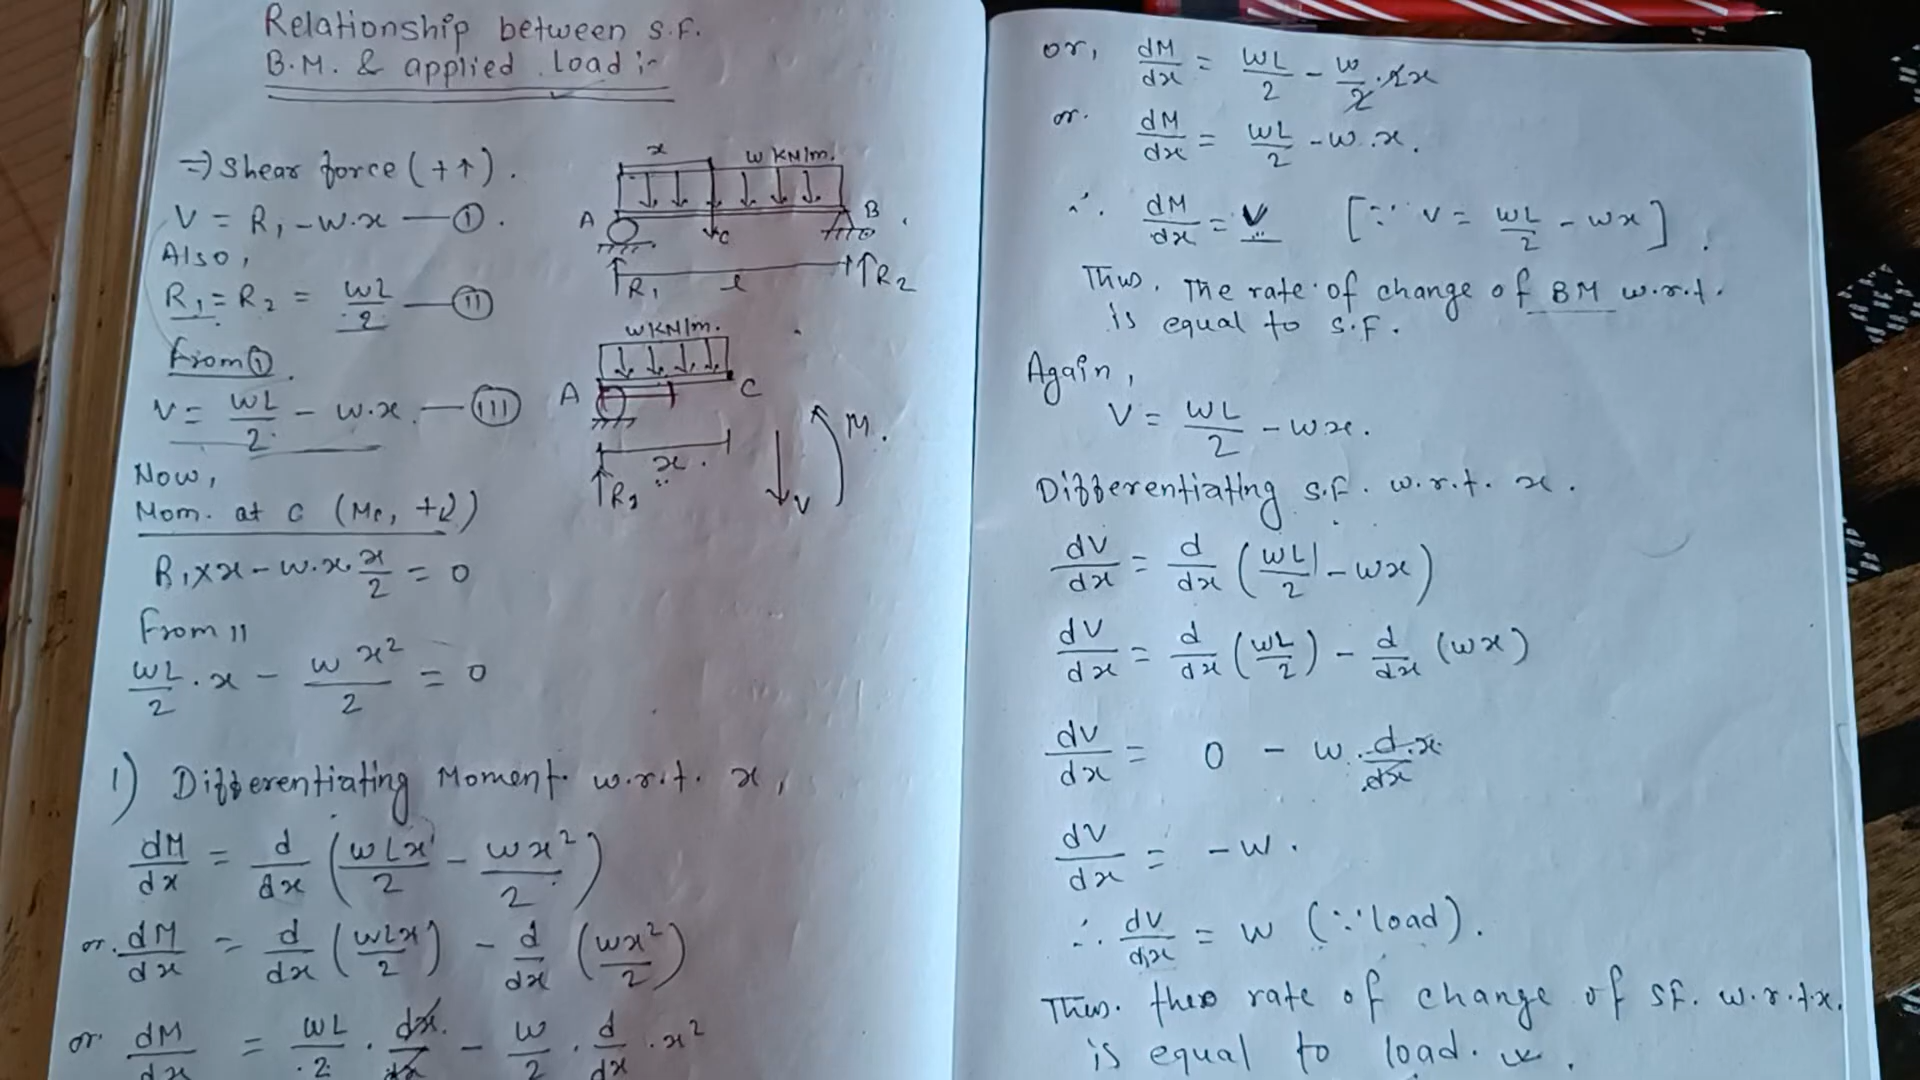 Relationship between S.F.
B.M. & applied load :-
⇒ Shear force (+↑).
V = R₁ - w.x — ①.
Also,
R₁ = R₂ = wL/2 — ⑪
From ①.
V = wL/2 - w.x. — (III)
Now,
Mom. at C (Mc, +↻)
R₁ × x - w.x. x/2 = 0
From 11
wL/2 . x - w x²/2 = 0
1) Differentiating Moment w.r.t. x,
dM/dx = d/dx (wLx/2 - wx²/2)
or. dM/dx = d/dx (wLx/2) - d/dx (wx²/2)
or. dM/dx = wL/2 . dx/dx - w/2 . d/dx . x²
x
w KN/m.
A
B
C
R₁
l
R2
w KN/m.
A
C
M.
x.
V
or, dM/dx = wL/2 - w/2 . 2x
or. dM/dx = wL/2 - w.x.
∴ dM/dx = V [∵ V = wL/2 - wx].
Thus. The rate of change of BM w.r.t.
is equal to S.F.
Again,
V = wL/2 - wx.
Differentiating S.F. w.r.t. x.
dV/dx = d/dx (wL/2 - wx)
dV/dx = d/dx (wL/2) - d/dx (wx)
dV/dx = 0 - w. d/dx .x
dV/dx = -w.
∴ dV/dx = w (∵ load).
Thus. the rate of change of SF. w.r.t x.
is equal to load.